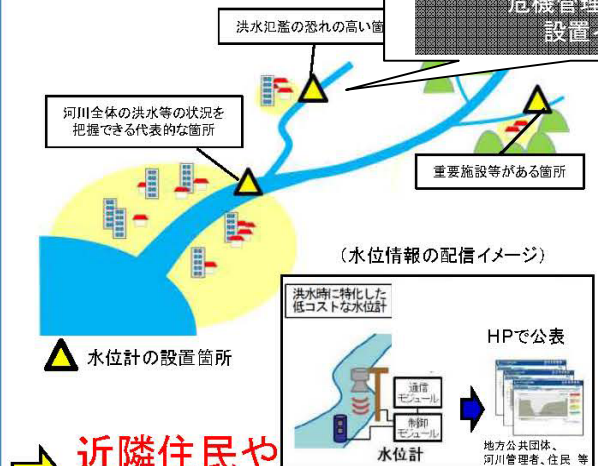 危機管理
設置イ
洪水氾濫の恐れの高い箇
河川全体の洪水等の状況を
把握できる代表的な箇所
重要施設等がある箇所
(水位情報の配信イメージ)
洪水時に特化した
低コストな水位計
HPで公表
通信
モジュール
制御
モジュール
水位計
地方公共団体、
河川管理者、住民 等
水位計の設置箇所
近隣住民や